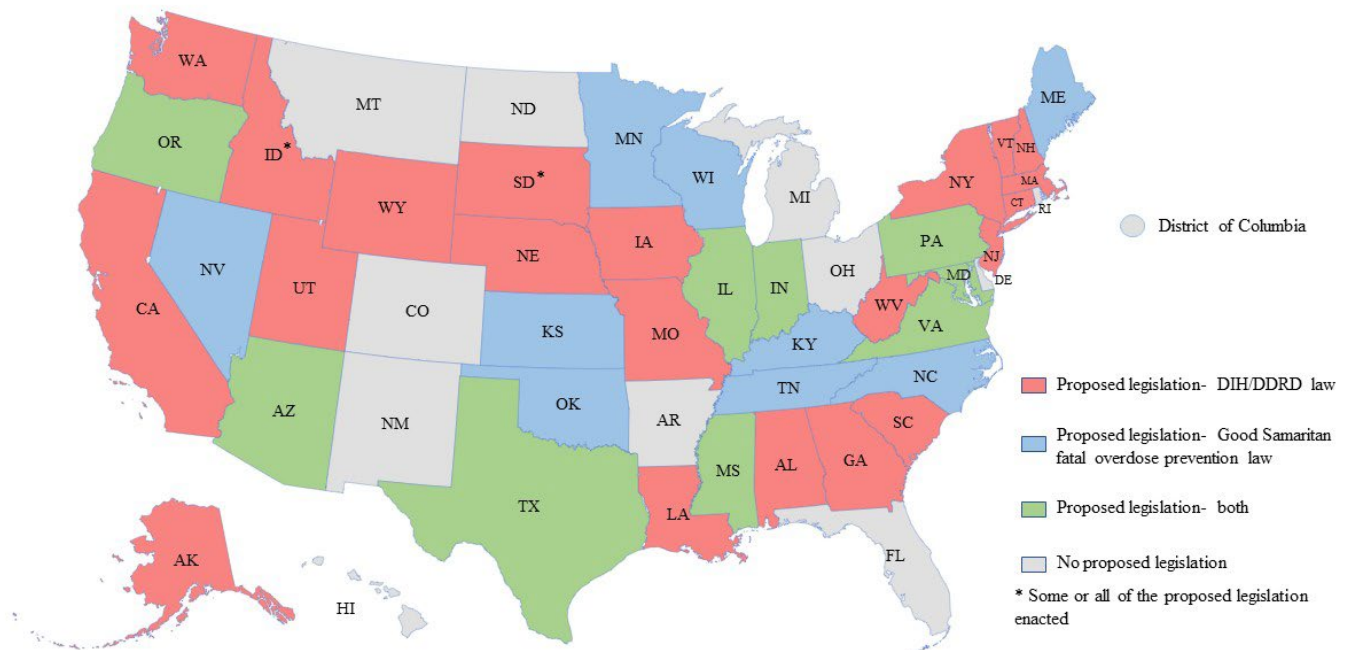 WA
MT
ND
MN
ME
OR
ID*
SD*
WI
VT
NH
NY
MA
CT
RI
WY
MI
District of Columbia
IA
PA
NE
NJ
NV
OH
MD
DE
IL
IN
UT
CO
WV
CA
VA
KS
MO
KY
NC
TN
Proposed legislation- DIH/DDRD law
AZ
OK
NM
AR
SC
Proposed legislation- Good Samaritan
fatal overdose prevention law
MS
AL
GA
TX
LA
Proposed legislation- both
AK
FL
No proposed legislation
HI
* Some or all of the proposed legislation
enacted